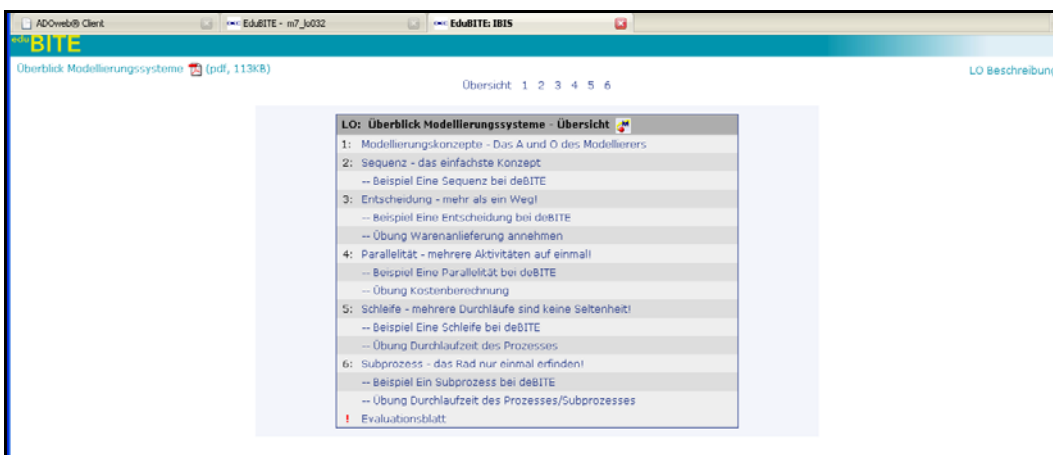 ADOweb® Client
EduBITE - m7_lo032
EduBITE: IBIS
eduBITE
Überblick Modellierungssysteme (pdf, 113KB)
LO Beschreibung
Übersicht 1 2 3 4 5 6
LO: Überblick Modellierungssysteme - Übersicht
1: Modellierungskonzepte - Das A und O des Modellierers
2: Sequenz - das einfachste Konzept
-- Beispiel Eine Sequenz bei deBITE
3: Entscheidung - mehr als ein Weg!
-- Beispiel Eine Entscheidung bei deBITE
-- Übung Warenanlieferung annehmen
4: Parallelität - mehrere Aktivitäten auf einmal!
-- Beispiel Eine Parallelität bei deBITE
-- Übung Kostenberechnung
5: Schleife - mehrere Durchläufe sind keine Seltenheit!
-- Beispiel Eine Schleife bei deBITE
-- Übung Durchlaufzeit des Prozesses
6: Subprozess - das Rad nur einmal erfinden!
-- Beispiel Ein Subprozess bei deBITE
-- Übung Durchlaufzeit des Prozesses/Subprozesses
! Evaluationsblatt